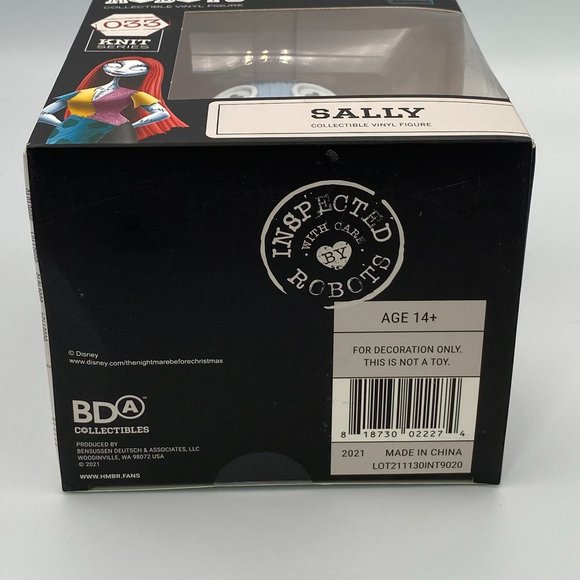 ROBOTS
COLLECTIBLE VINYL FIGURE
033
KNIT
SERIES
SALLY
COLLECTIBLE VINYL FIGURE
INSPECTED
WITH CARE
BY
ROBOTS
AGE 14+
FOR DECORATION ONLY.
THIS IS NOT A TOY.
© Disney
www.disney.com/thenightmarebeforechristmas
BDA™
COLLECTIBLES
PRODUCED BY
BENSUSSEN DEUTSCH & ASSOCIATES, LLC
WOODINVILLE, WA 98072 USA
© 2021
WWW.HMBR.FANS
8 18730 02227 4
2021 MADE IN CHINA
LOT211130INT9020